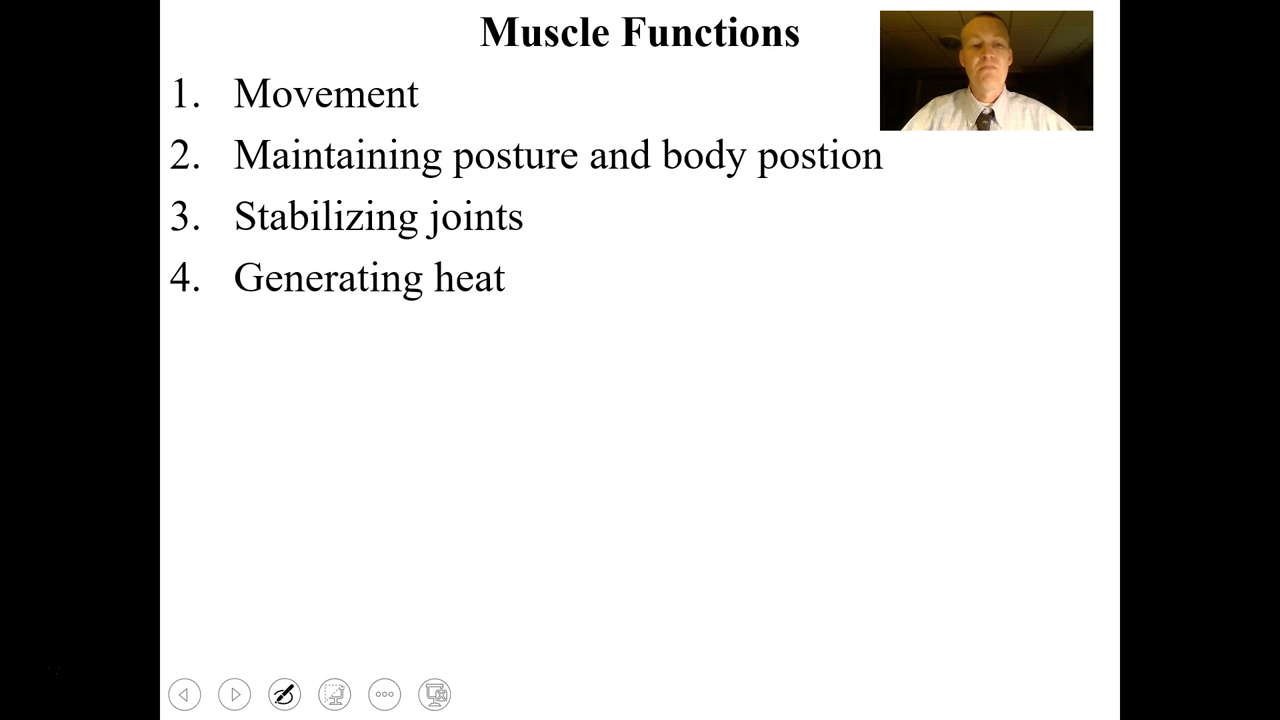 Muscle Functions
1. Movement
2. Maintaining posture and body postion
3. Stabilizing joints
4. Generating heat